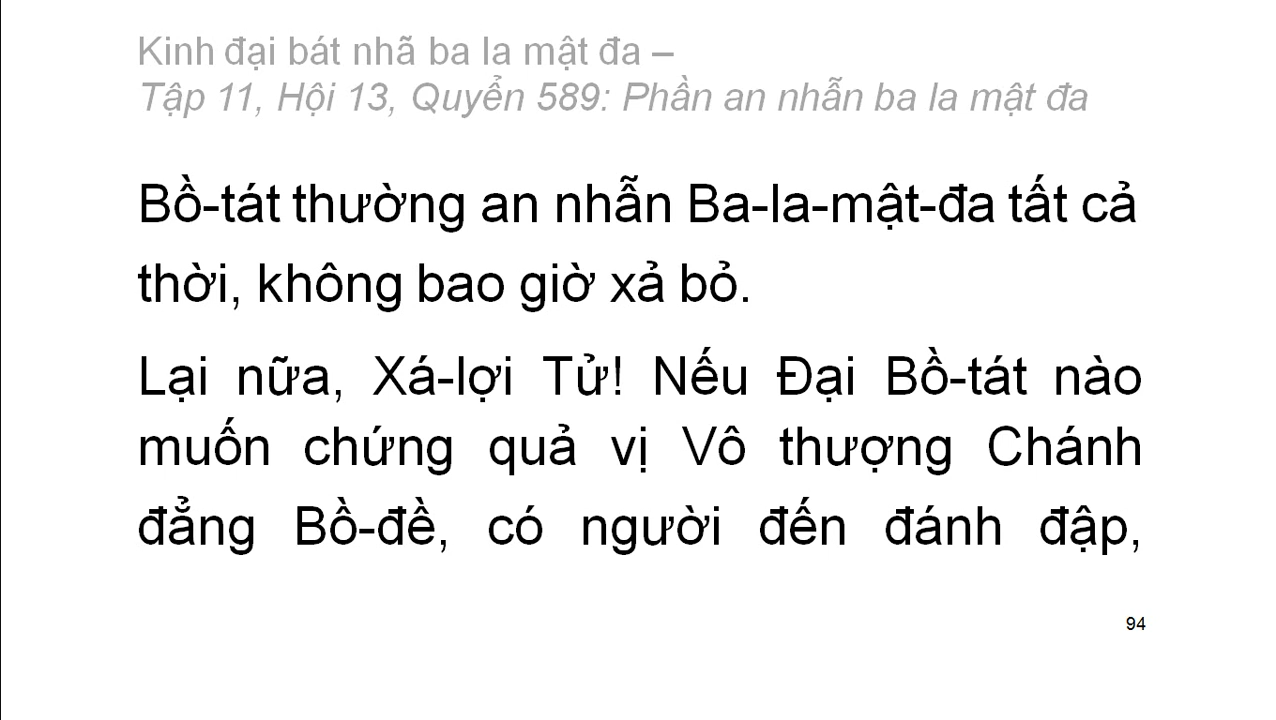 Kinh đại bát nhã ba la mật đa –
Tập 11, Hội 13, Quyển 589: Phần an nhẫn ba la mật đa
Bồ-tát thường an nhẫn Ba-la-mật-đa tất cả
thời, không bao giờ xả bỏ.
Lại nữa, Xá-lợi Tử! Nếu Đại Bồ-tát nào
muốn chứng quả vị Vô thượng Chánh
đẳng Bồ-đề, có người đến đánh đập,
94